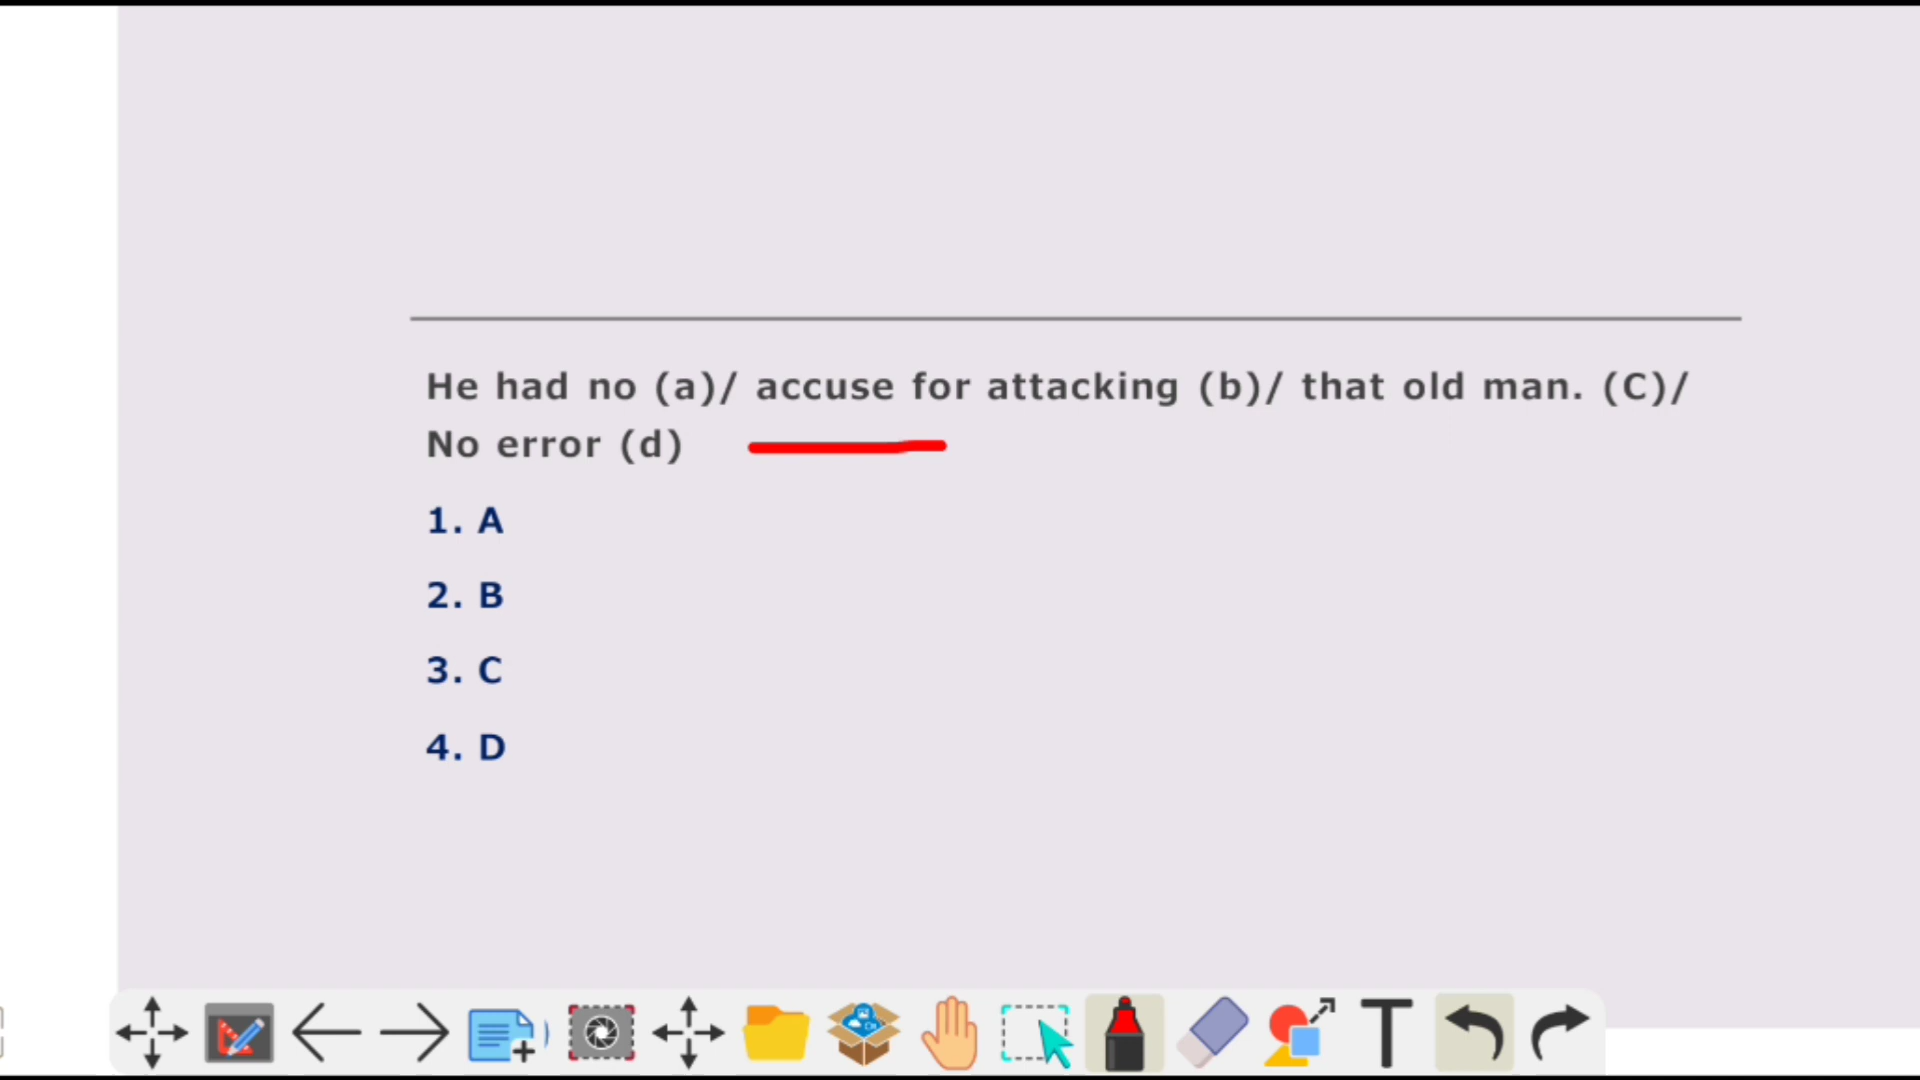 He had no (a)/ accuse for attacking (b)/ that old man. (C)/
No error (d)
1. A
2. B
3. C
4. D